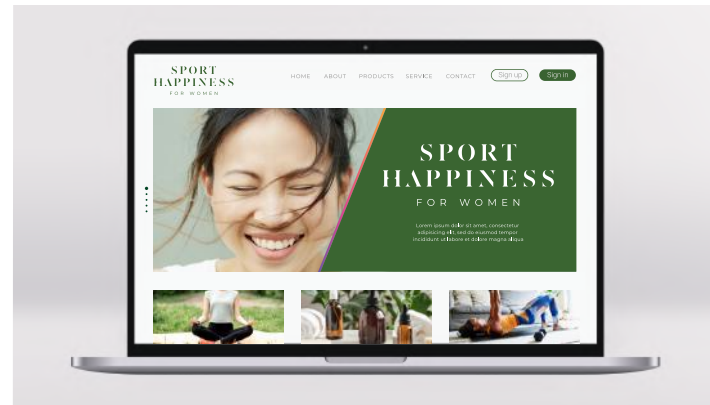 SPORT
HAPPINESS
FOR WOMEN
HOME ABOUT PRODUCTS SERVICE CONTACT Sign up Sign in
SPORT
HAPPINESS
FOR WOMEN
Lorem ipsum dolor sit amet, consectetur
adipisicing elit, sed do eiusmod tempor
incididunt ut labore et dolore magna aliqua